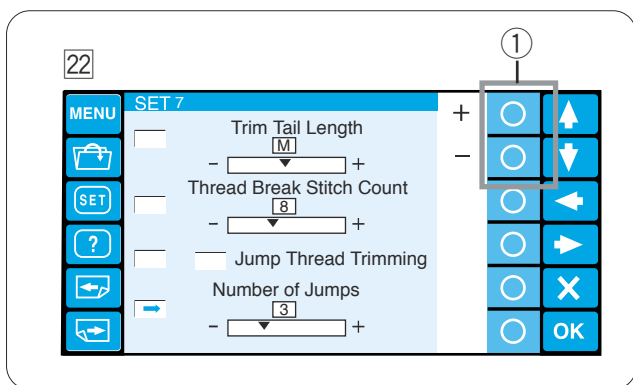 1
22
MENU
SET 7
+
Trim Tail Length
M
- +
-
Thread Break Stitch Count
SET
8
- +
?
Jump Thread Trimming
Number of Jumps
3
- +
X
OK